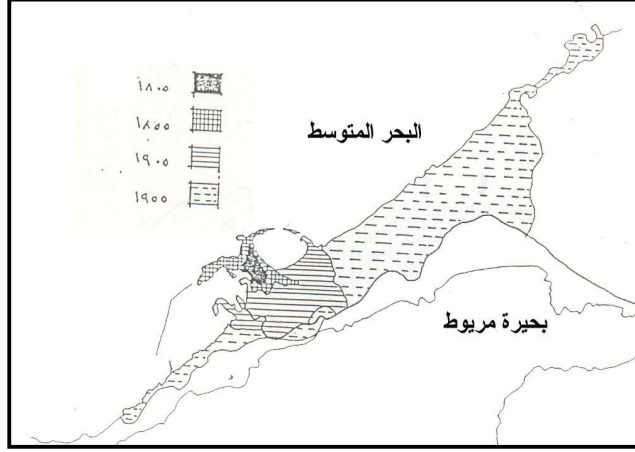 ١٨٠٥
١٨٥٥
١٩٠٥
١٩٥٥
البحر المتوسط
بحيرة مريوط